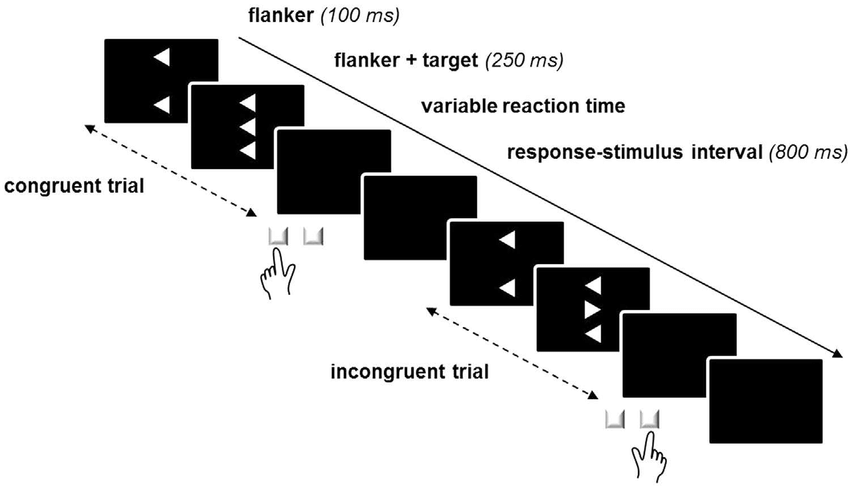 flanker (100 ms)
flanker + target (250 ms)
variable reaction time
response-stimulus interval (800 ms)
congruent trial
incongruent trial